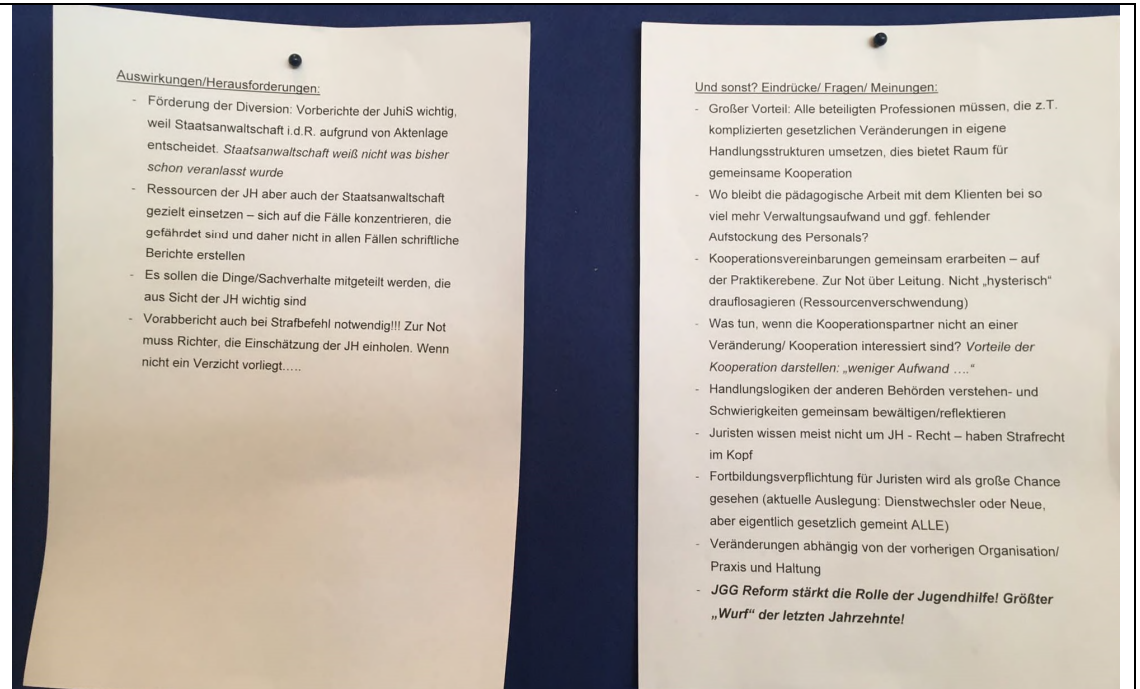 Auswirkungen/Herausforderungen:
- Förderung der Diversion: Vorberichte der JuhiS wichtig,
weil Staatsanwaltschaft i.d.R. aufgrund von Aktenlage
entscheidet. Staatsanwaltschaft weiß nicht was bisher
schon veranlasst wurde
- Ressourcen der JH aber auch der Staatsanwaltschaft
gezielt einsetzen – sich auf die Fälle konzentrieren, die
gefährdet sind und daher nicht in allen Fällen schriftliche
Berichte erstellen
- Es sollen die Dinge/Sachverhalte mitgeteilt werden, die
aus Sicht der JH wichtig sind
- Vorabbericht auch bei Strafbefehl notwendig!!! Zur Not
muss Richter, die Einschätzung der JH einholen. Wenn
nicht ein Verzicht vorliegt…..
Und sonst? Eindrücke/ Fragen/ Meinungen:
- Großer Vorteil: Alle beteiligten Professionen müssen, die z.T.
komplizierten gesetzlichen Veränderungen in eigene
Handlungsstrukturen umsetzen, dies bietet Raum für
gemeinsame Kooperation
- Wo bleibt die pädagogische Arbeit mit dem Klienten bei so
viel mehr Verwaltungsaufwand und ggf. fehlender
Aufstockung des Personals?
- Kooperationsvereinbarungen gemeinsam erarbeiten – auf
der Praktikerebene. Zur Not über Leitung. Nicht „hysterisch“
drauflosagieren (Ressourcenverschwendung)
- Was tun, wenn die Kooperationspartner nicht an einer
Veränderung/ Kooperation interessiert sind? Vorteile der
Kooperation darstellen: „weniger Aufwand ….“
- Handlungslogiken der anderen Behörden verstehen- und
Schwierigkeiten gemeinsam bewältigen/reflektieren
- Juristen wissen meist nicht um JH - Recht – haben Strafrecht
im Kopf
- Fortbildungsverpflichtung für Juristen wird als große Chance
gesehen (aktuelle Auslegung: Dienstwechsler oder Neue,
aber eigentlich gesetzlich gemeint ALLE)
- Veränderungen abhängig von der vorherigen Organisation/
Praxis und Haltung
- JGG Reform stärkt die Rolle der Jugendhilfe! Größter
„Wurf“ der letzten Jahrzehnte!